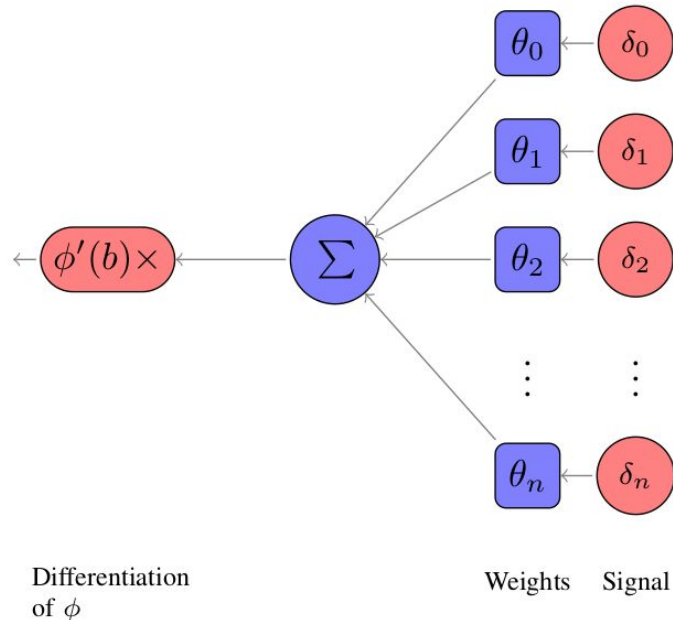 θ₀ δ₀
θ₁ δ₁
ϕ′(b)× ∑ θ₂ δ₂
⋮ ⋮
θₙ δₙ
Differentiation
of ϕ
Weights Signal